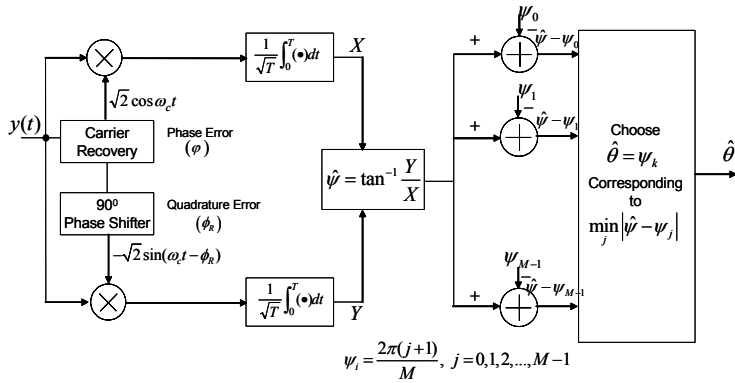 y(t)
√2 cos ω_c t
Carrier
Recovery
Phase Error
(φ)
90⁰
Phase Shifter
Quadrature Error
(ϕ_R)
−√2 sin(ω_c t − ϕ_R)
1/√T ∫₀ᵀ (•)dt
X
1/√T ∫₀ᵀ (•)dt
Y
ψ̂ = tan⁻¹ Y/X
ψ₀
+
−
ψ̂ − ψ₀
ψ₁
+
−
ψ̂ − ψ₁
ψ_{M−1}
+
−
ψ̂ − ψ_{M−1}
Choose
θ̂ = ψ_k
Corresponding
to
min_j |ψ̂ − ψ_j|
θ̂
ψ_i = 2π(j+1)/M, j = 0,1,2,...,M−1